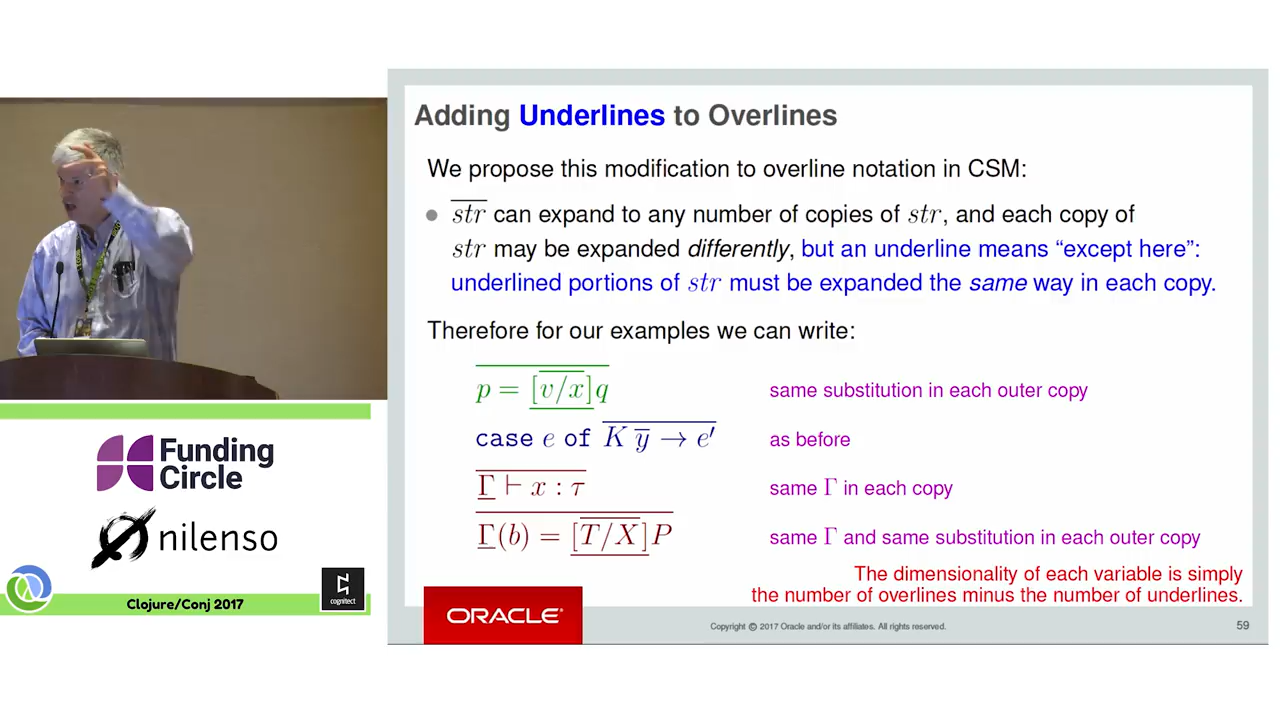 Adding Underlines to Overlines
We propose this modification to overline notation in CSM:
• s̅t̅r̅ can expand to any number of copies of str, and each copy of
str may be expanded differently, but an underline means “except here”:
underlined portions of str must be expanded the same way in each copy.
Therefore for our examples we can write:
p = [v/x]q same substitution in each outer copy
case e of K y → e′ as before
Γ ⊢ x : τ same Γ in each copy
Γ(b) = [T/X]P same Γ and same substitution in each outer copy
The dimensionality of each variable is simply
the number of overlines minus the number of underlines.
ORACLE®
Copyright © 2017 Oracle and/or its affiliates. All rights reserved.
59
Funding
Circle
nilenso
Clojure/Conj 2017
cognitect